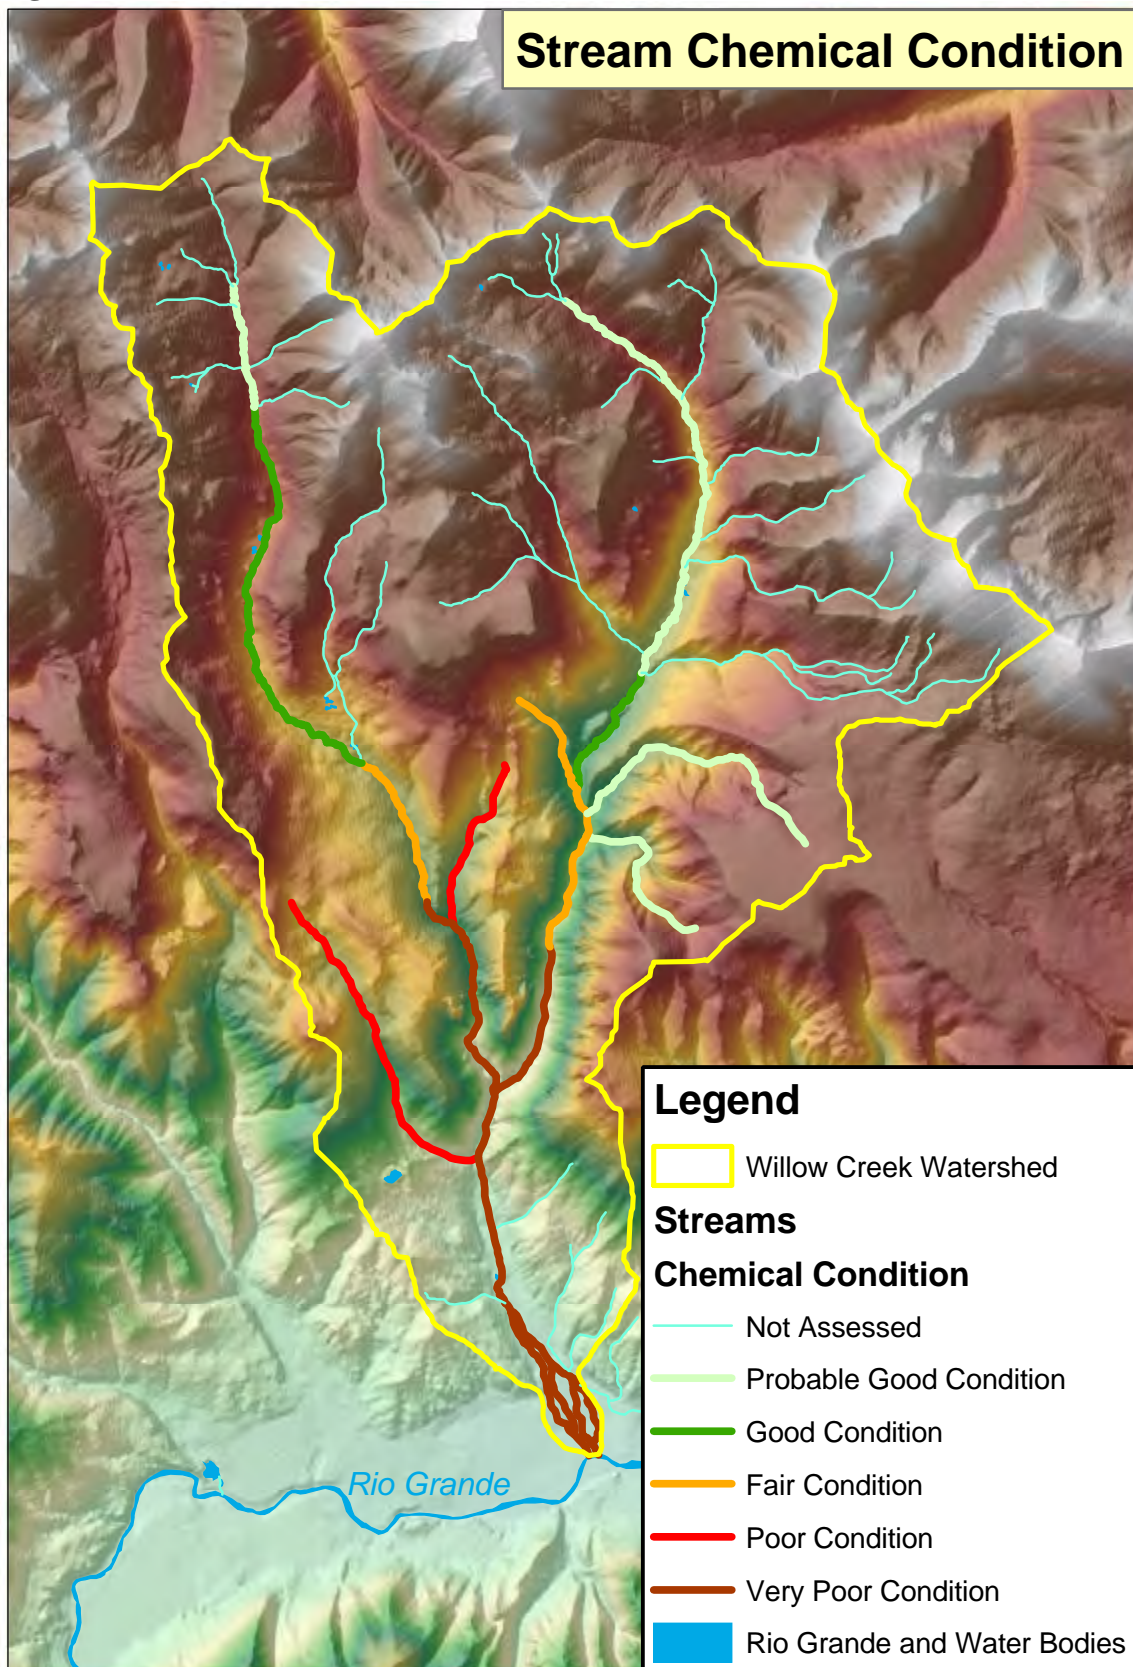 Stream Chemical Condition
Rio Grande
Legend
Willow Creek Watershed
Streams
Chemical Condition
Not Assessed
Probable Good Condition
Good Condition
Fair Condition
Poor Condition
Very Poor Condition
Rio Grande and Water Bodies